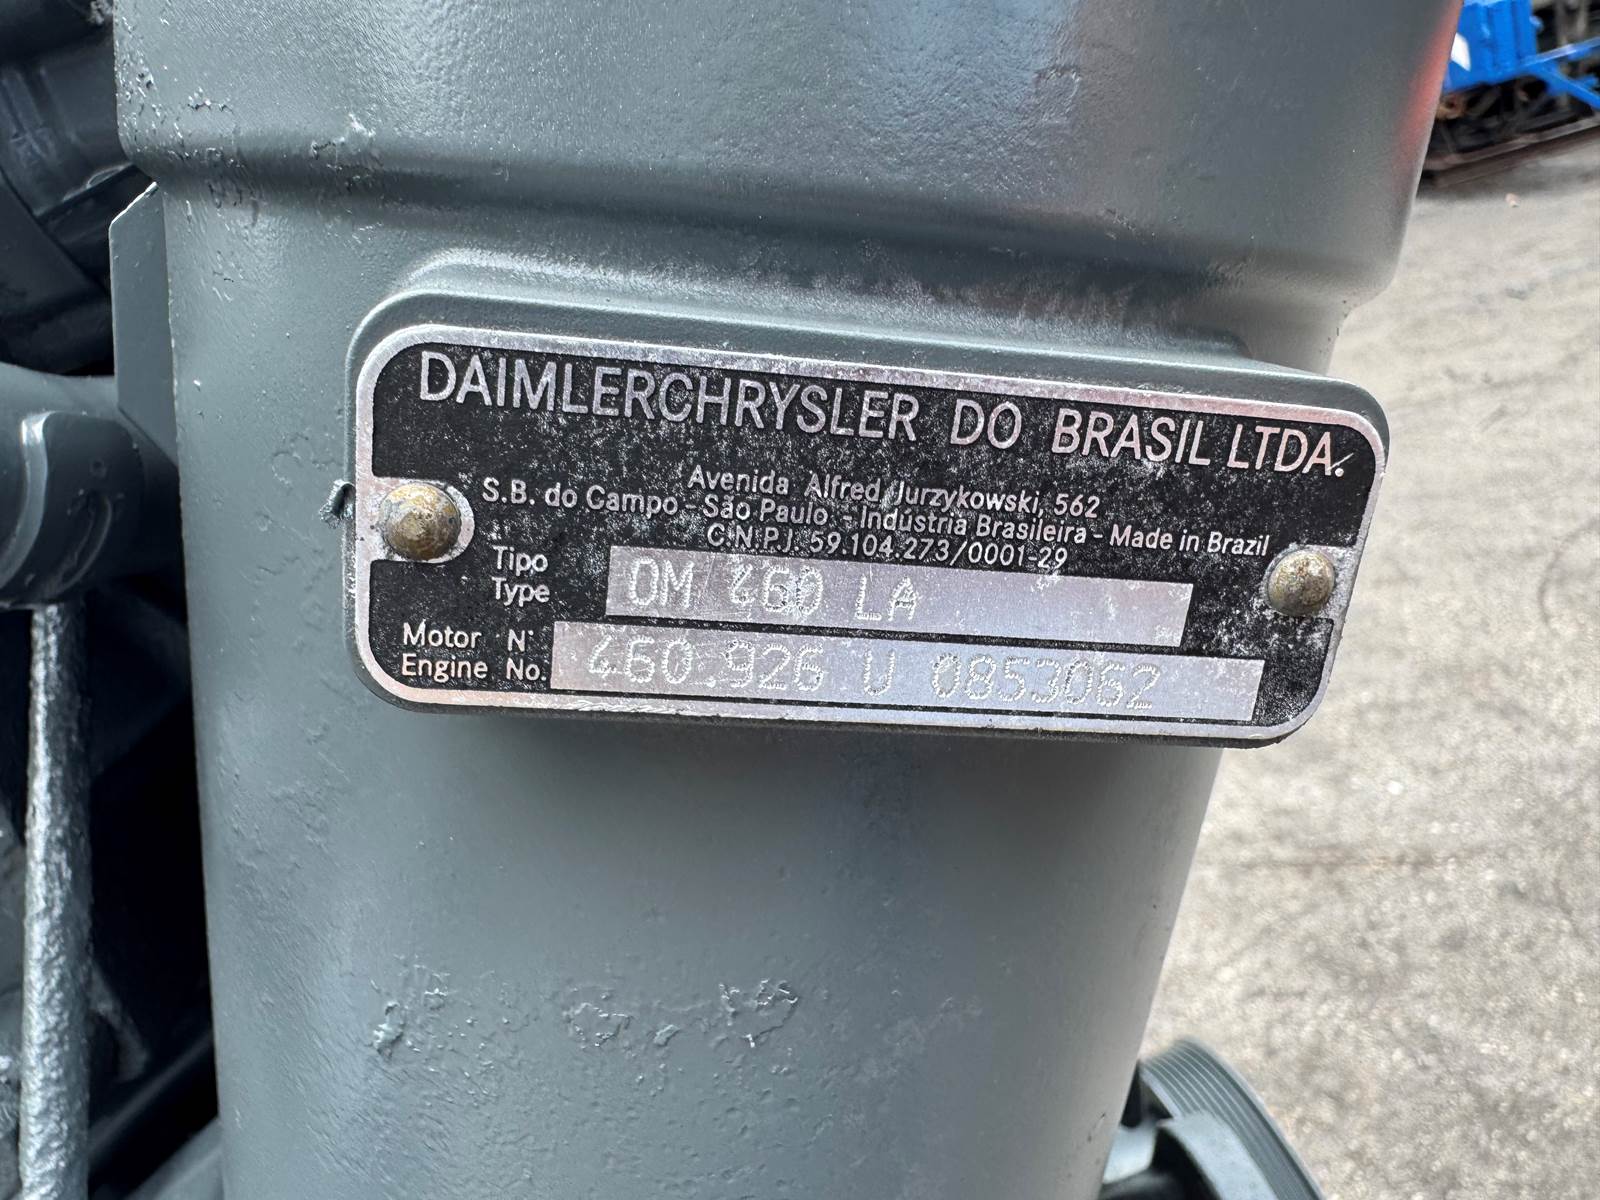 DAIMLERCHRYSLER DO BRASIL LTDA.
Avenida Alfred Jurzykowski, 562
S.B. do Campo - São Paulo - Indústria Brasileira - Made in Brazil
C.N.P.J. 59.104.273/0001-29
Tipo
Type OM 460 LA
Motor N°
Engine No. 460.926 U 0853062